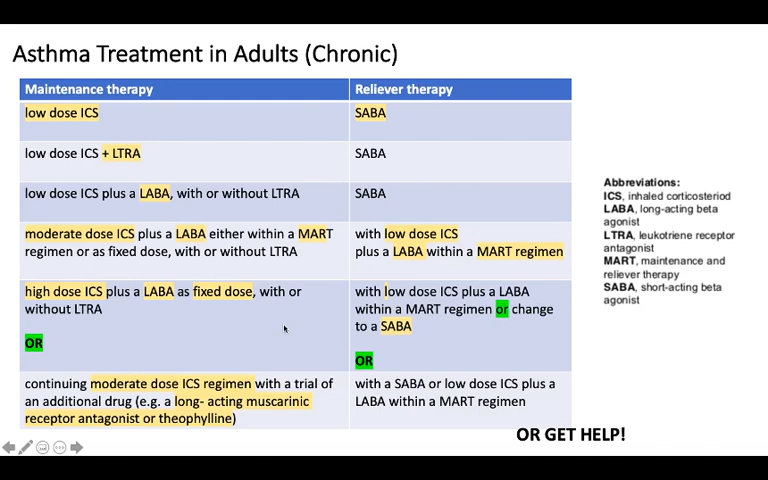 Asthma Treatment in Adults (Chronic)
Maintenance therapy
Reliever therapy
low dose ICS
SABA
low dose ICS + LTRA
SABA
low dose ICS plus a LABA, with or without LTRA
SABA
moderate dose ICS plus a LABA either within a MART
regimen or as fixed dose, with or without LTRA
with low dose ICS
plus a LABA within a MART regimen
high dose ICS plus a LABA as fixed dose, with or
without LTRA
OR
with low dose ICS plus a LABA
within a MART regimen or change
to a SABA
OR
continuing moderate dose ICS regimen with a trial of
an additional drug (e.g. a long- acting muscarinic
receptor antagonist or theophylline)
with a SABA or low dose ICS plus a
LABA within a MART regimen
OR GET HELP!
Abbreviations:
ICS, inhaled corticosteriod
LABA, long-acting beta
agonist
LTRA, leukotriene receptor
antagonist
MART, maintenance and
reliever therapy
SABA, short-acting beta
agonist